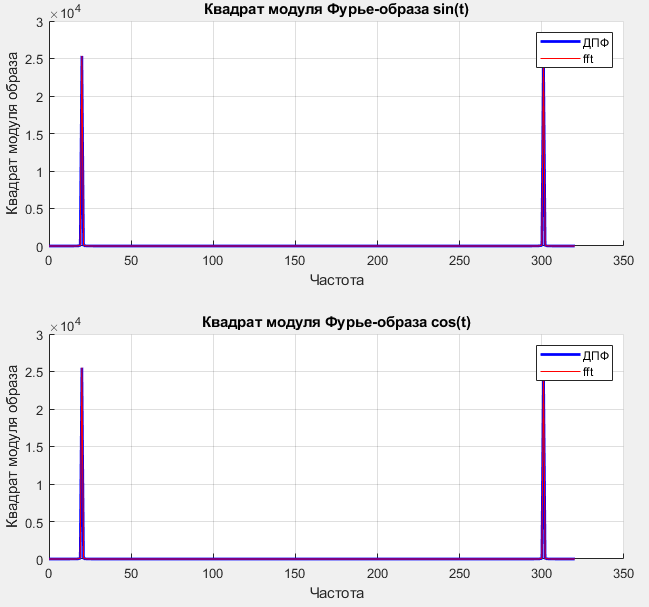 Квадрат модуля Фурье-образа sin(t)
×10⁴
3
2.5
2
1.5
1
0.5
0
Квадрат модуля образа
ДПФ
fft
0 50 100 150 200 250 300 350
Частота
Квадрат модуля Фурье-образа cos(t)
×10⁴
3
2.5
2
1.5
1
0.5
0
Квадрат модуля образа
ДПФ
fft
0 50 100 150 200 250 300 350
Частота